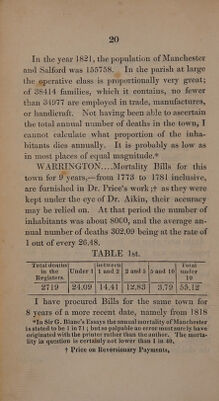 20
In the year 1821, the population of Manchester
and Salford was 155758. In the parish at large
the operative class is proportionally very great;
of 38414 families, which it contains, no fewer
than 34977 are employed in trade, manufactures,
or handicraft. Not having been able to ascertain
the total annual number of deaths in the town, I
cannot calculate what proportion of the inha-
bitants dies annually. It is probably as low as
in most places of equal magnitude.*
WARRINGTON....Mortality Bills for this
town for 9 years,—from 1773 to 1781 inclusive,
are furnished in Dr. Price's work;† as they were
kept under the eye of Dr. Aikin, their accuracy
may be relied on. At that period the number of
inhabitants was about 8000, and the average an-
nual number of deaths 302,09 being at the rate of
1 out of every 26.48.
TABLE 1st.
Total deaths in the Registers. Under 1 between 1 and 2 2 and 5 5 and 10 Total under 10
2719 24.09 14,41 12,83 3,79 55,12
I have procured Bills for the same town for
8 years of a more recent date, namely from 1818
*In Sir G. Blane's Essays the annual mortality of Manchester
is stated to be 1 in 71; but so palpable an error must surely have
originated with the printer rather than the author. The morta-
lity in question is certainly not lower than 1 in 40.
† Price on Reversionary Payments,